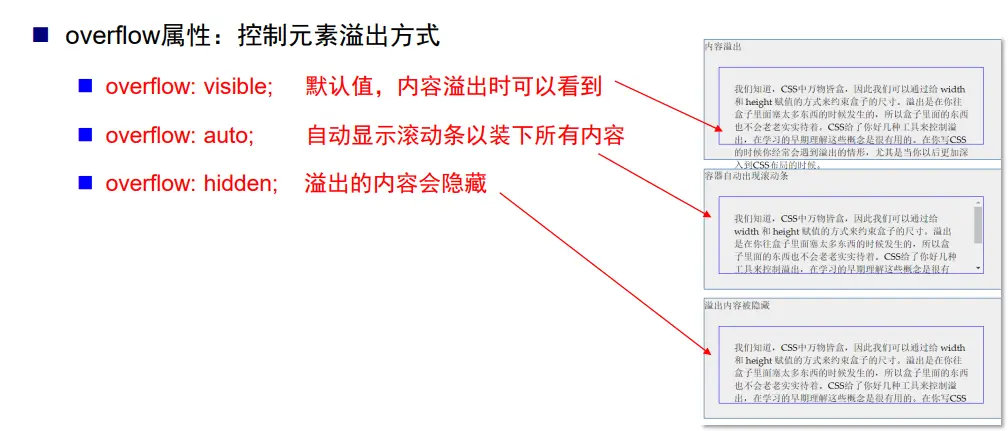 overflow属性：控制元素溢出方式
overflow: visible; 默认值，内容溢出时可以看到
overflow: auto; 自动显示滚动条以装下所有内容
overflow: hidden; 溢出的内容会隐藏
内容溢出
我们知道，CSS中万物皆盒，因此我们可以通过给 width
和 height 赋值的方式来约束盒子的尺寸。溢出是在你往
盒子里面塞太多东西的时候发生的，所以盒子里面的东西
也不会老老实实待着。CSS给了你好几种工具来控制溢
出，在学习的早期理解这些概念是很有用的。在你写CSS
的时候你经常会遇到溢出的情形，尤其是当你以后更加深
入到CSS布局的时候。
容器自动出现滚动条
我们知道，CSS中万物皆盒，因此我们可以通过给
width 和 height 赋值的方式来约束盒子的尺寸。溢出
是在你往盒子里面塞太多东西的时候发生的，所以盒
子里面的东西也不会老老实实待着。CSS给了你好几种
工具来控制溢出，在学习的早期理解这些概念是很有
溢出内容被隐藏
我们知道，CSS中万物皆盒，因此我们可以通过给 width
和 height 赋值的方式来约束盒子的尺寸。溢出是在你往
盒子里面塞太多东西的时候发生的，所以盒子里面的东西
也不会老老实实待着。CSS给了你好几种工具来控制溢
出，在学习的早期理解这些概念是很有用的。在你写CSS